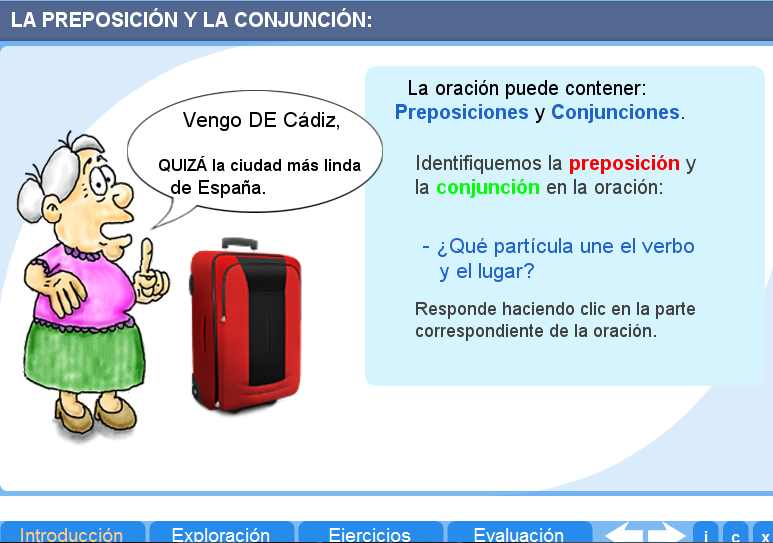 LA PREPOSICIÓN Y LA CONJUNCIÓN:
Vengo DE Cádiz,
QUIZÁ la ciudad más linda
de España.
La oración puede contener:
Preposiciones y Conjunciones.
Identifiquemos la preposición y
la conjunción en la oración:
- ¿Qué partícula une el verbo
y el lugar?
Responde haciendo clic en la parte
correspondiente de la oración.
Introducción Exploración Ejercicios Evaluación i c x